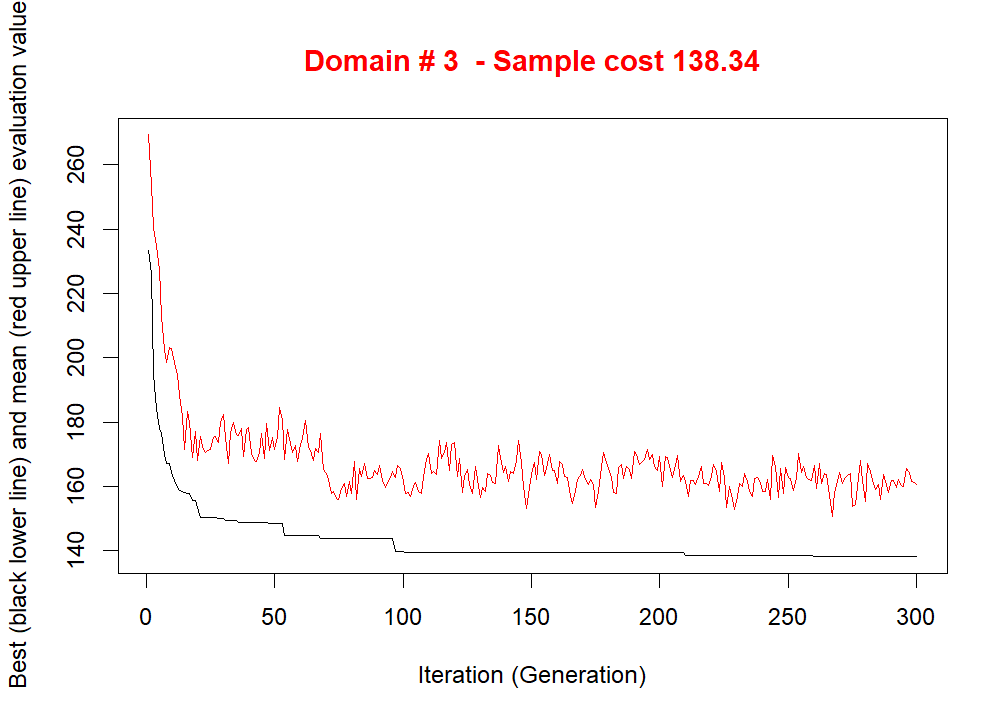 Domain # 3  - Sample cost 138.34
Best (black lower line) and mean (red upper line) evaluation value
260
240
220
200
180
160
140
0 50 100 150 200 250 300
Iteration (Generation)